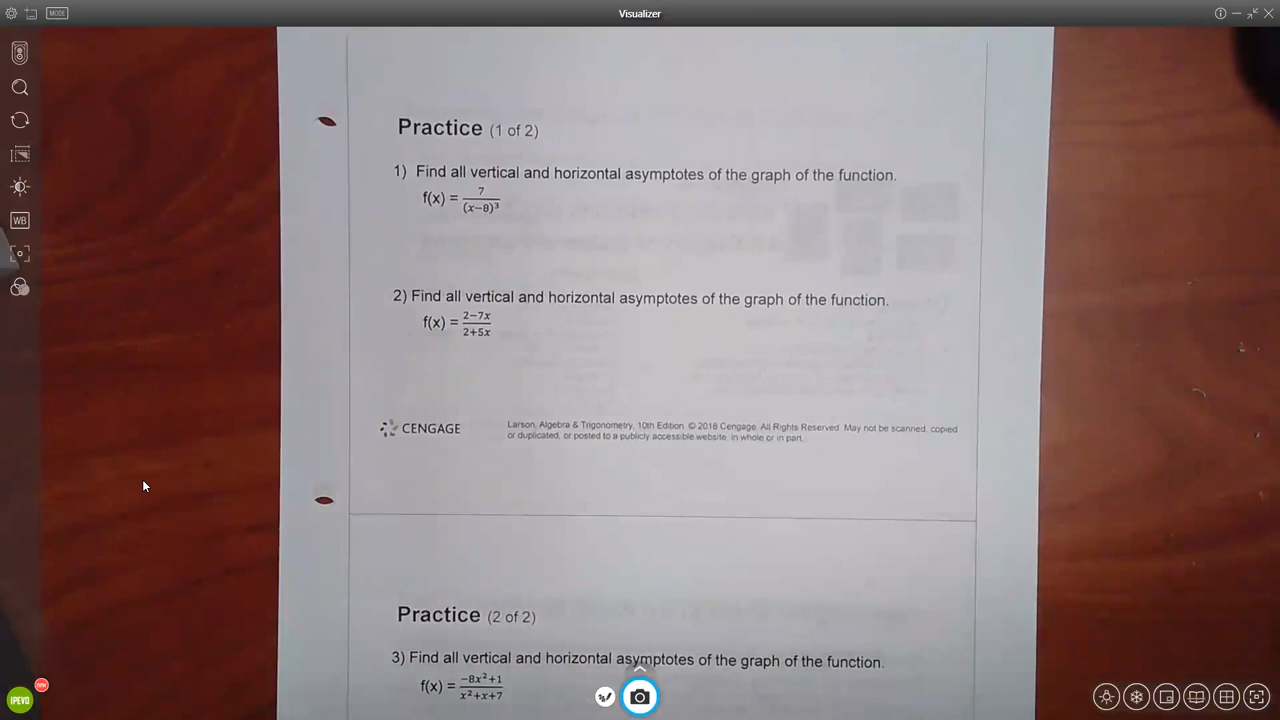 MODE
Visualizer
WB
Practice (1 of 2)
1) Find all vertical and horizontal asymptotes of the graph of the function.
f(x) = 7/(x−8)³
2) Find all vertical and horizontal asymptotes of the graph of the function.
f(x) = 2−7x/2+5x
CENGAGE
Larson, Algebra & Trigonometry, 10th Edition. © 2018 Cengage. All Rights Reserved. May not be scanned, copied
or duplicated, or posted to a publicly accessible website, in whole or in part.
Practice (2 of 2)
3) Find all vertical and horizontal asymptotes of the graph of the function.
f(x) = −8x²+1/x²+x+7
IPEVO
new